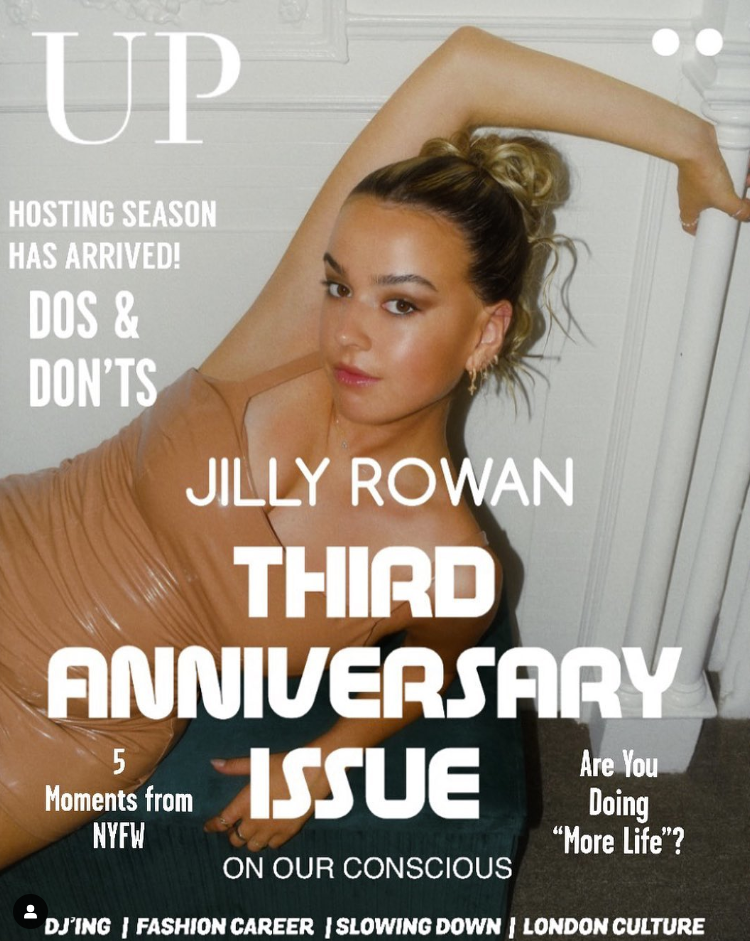 UP
HOSTING SEASON
HAS ARRIVED!
DOS &
DON'TS
JILLY ROWAN
THIRD
ANNIVERSARY
ISSUE
5
Moments from
NYFW
Are You
Doing
“More Life”?
ON OUR CONSCIOUS
DJ'ING | FASHION CAREER | SLOWING DOWN | LONDON CULTURE